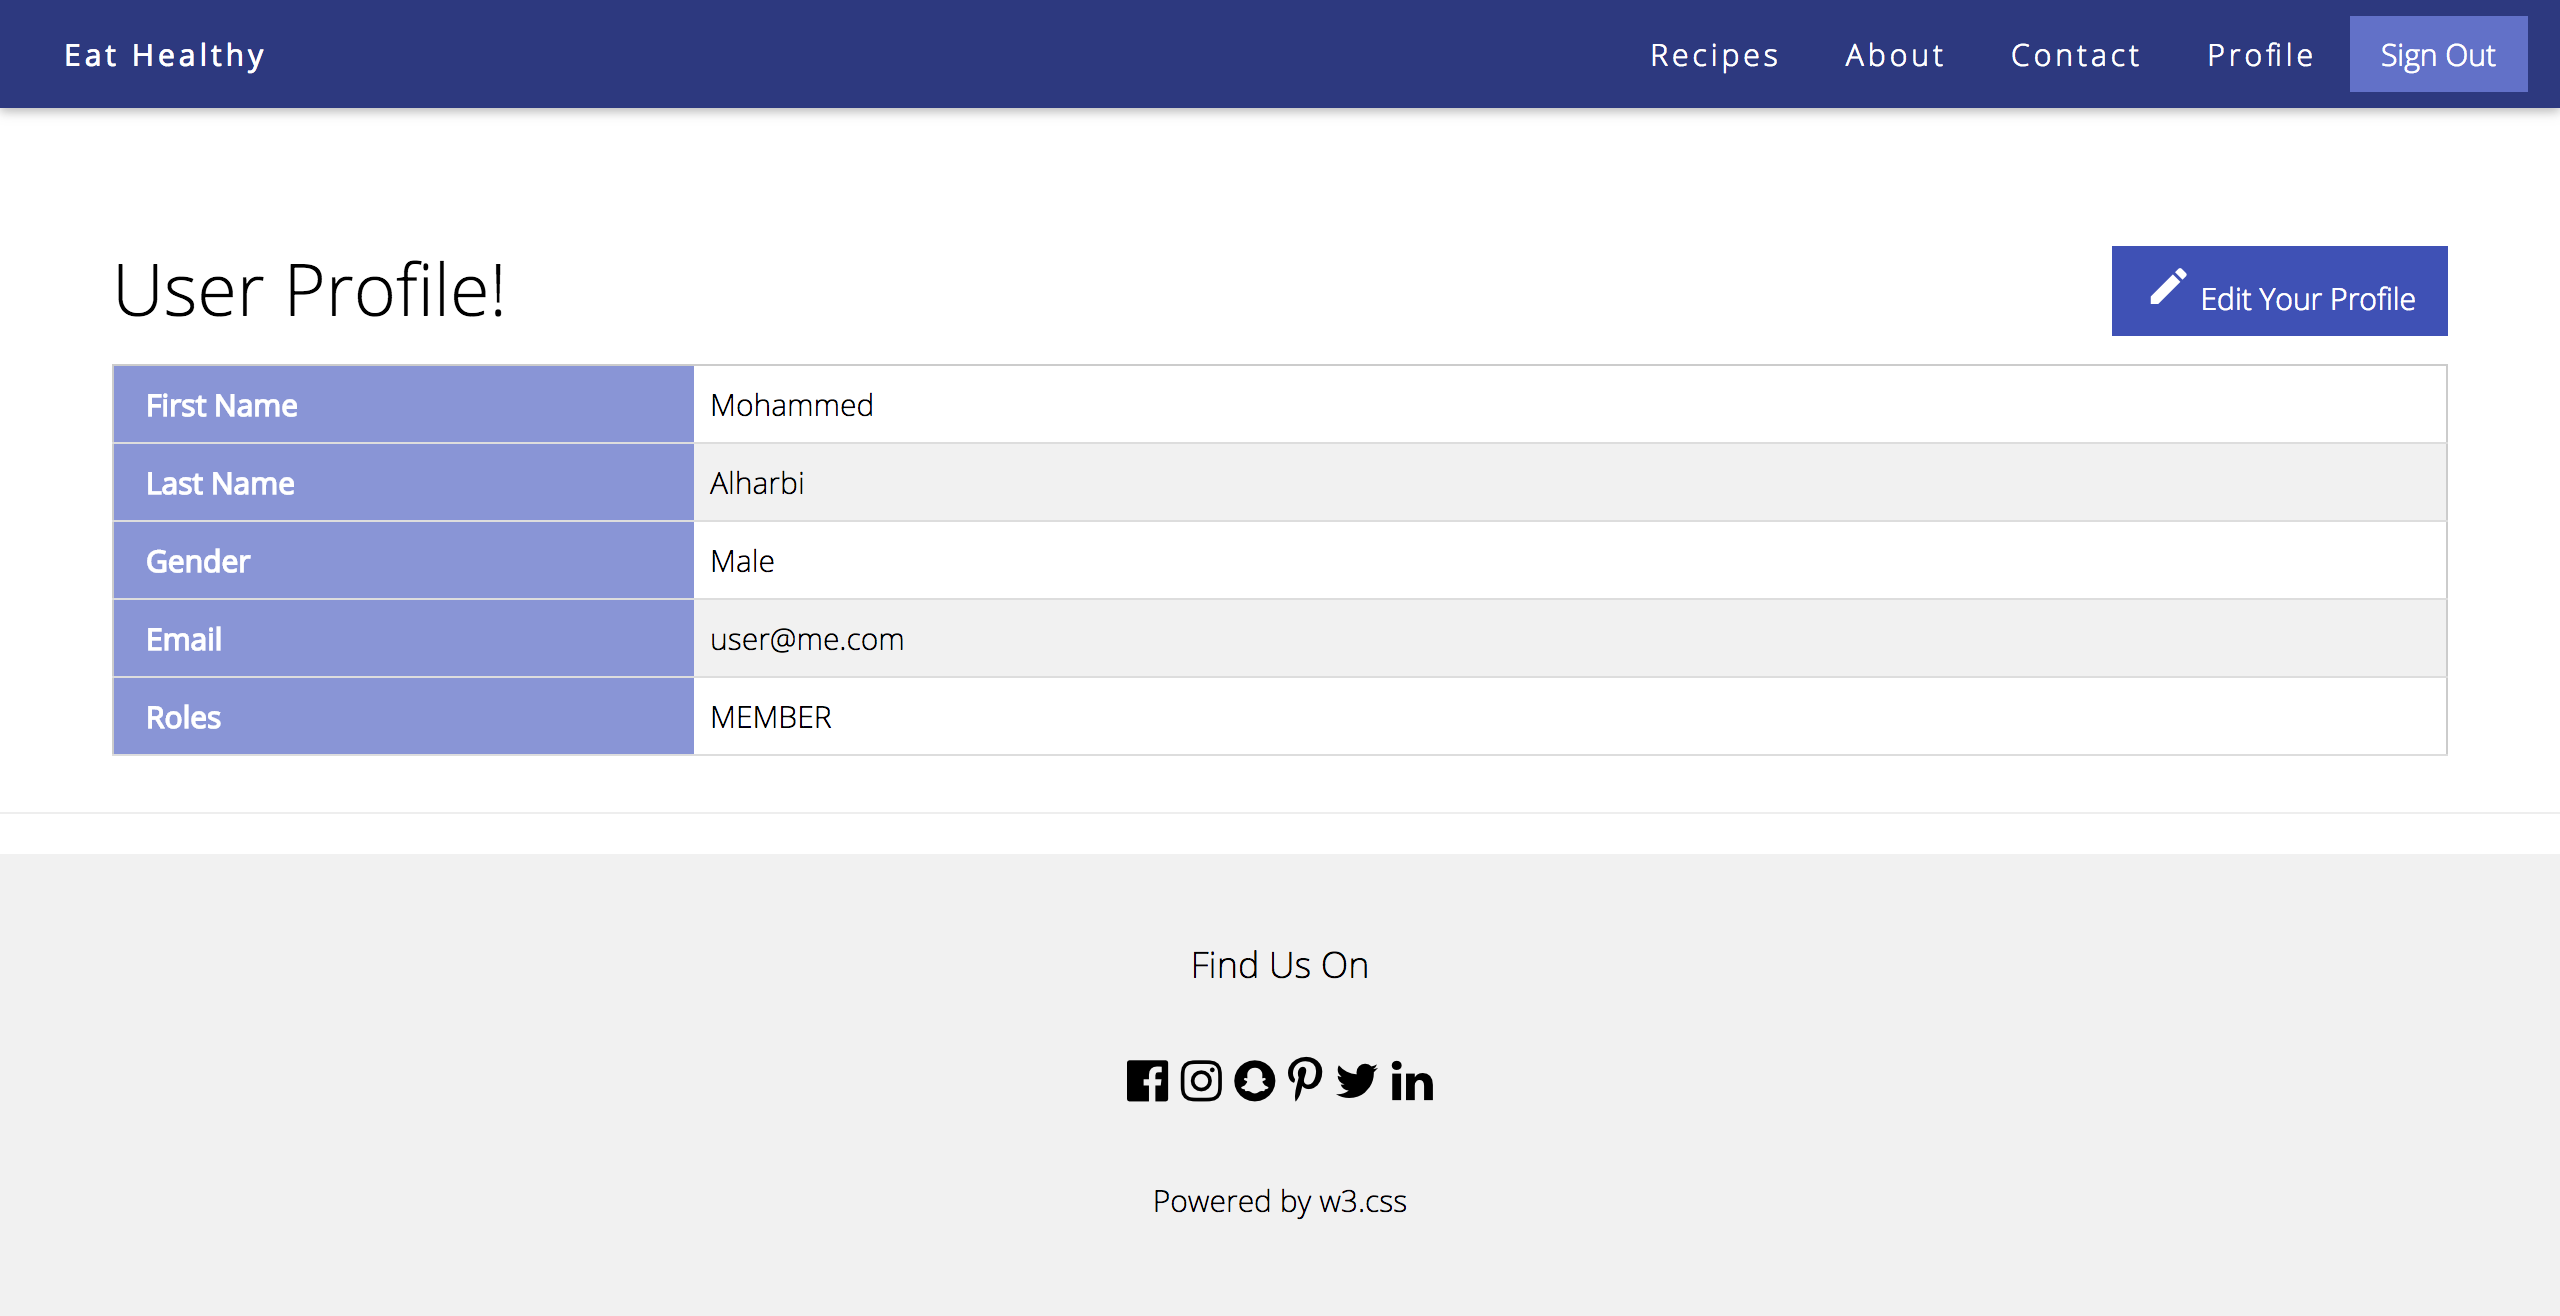 Eat Healthy Recipes About Contact Profile Sign Out
User Profile! Edit Your Profile
First Name Mohammed
Last Name Alharbi
Gender Male
Email user@me.com
Roles MEMBER
Find Us On
Powered by w3.css